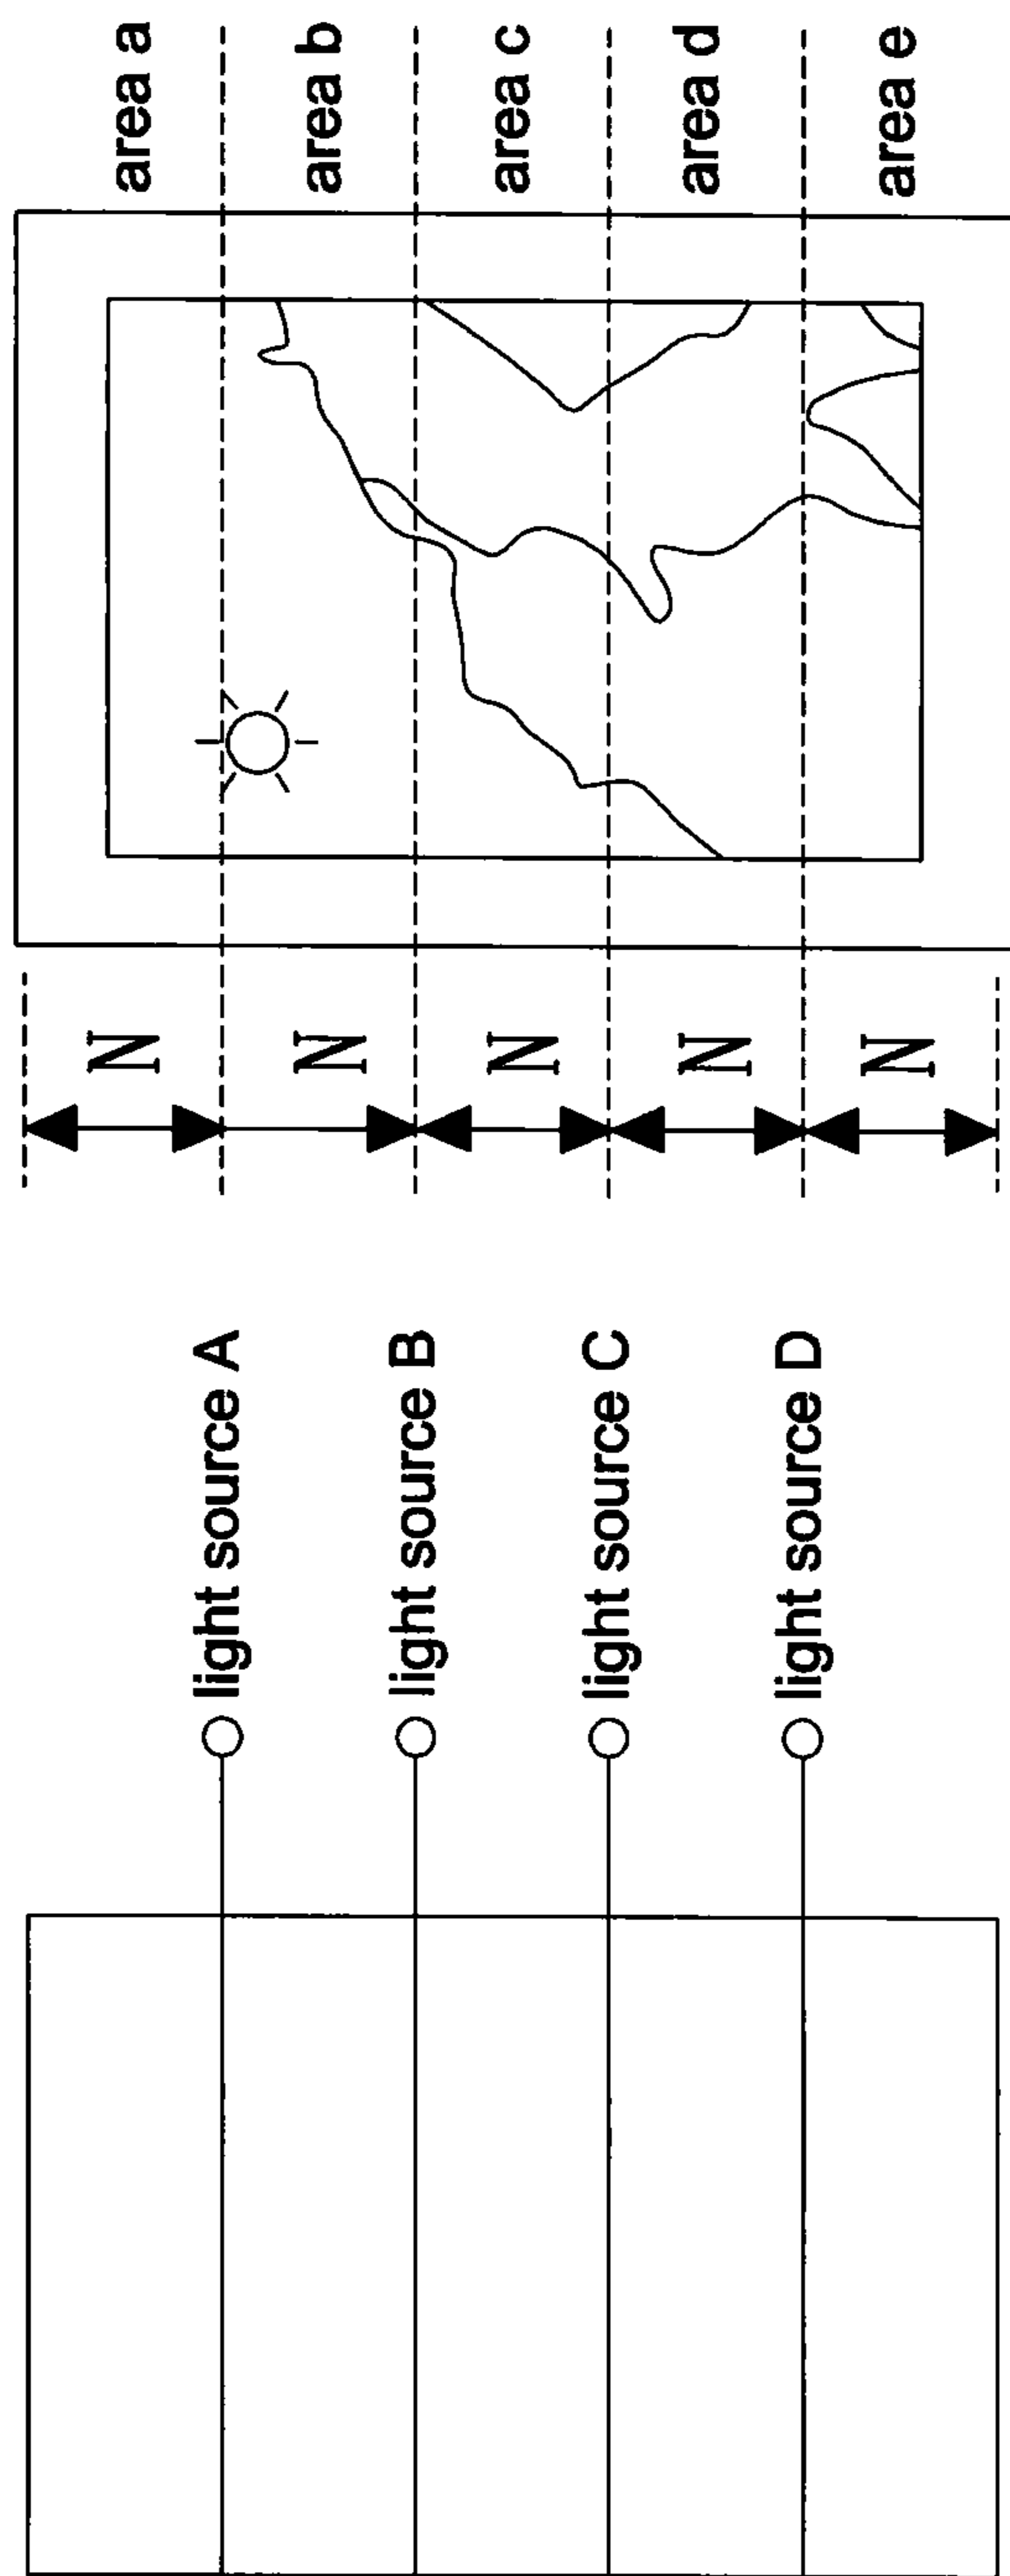 area a
area b
area c
area d
area e
N
N
N
N
N
light source A
light source B
light source C
light source D